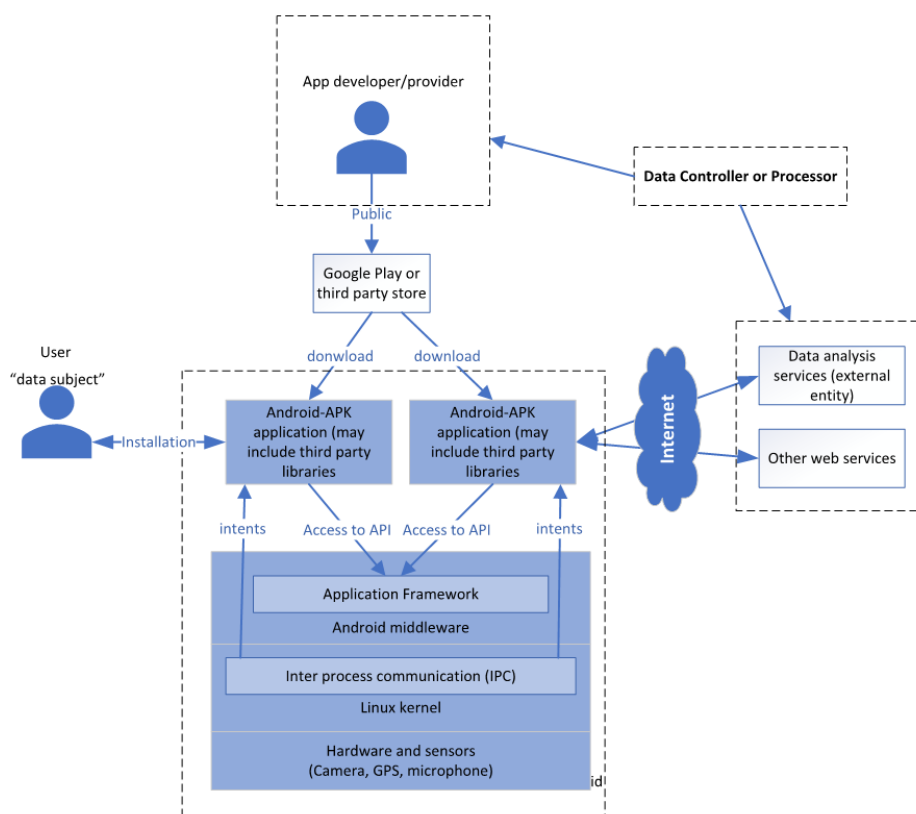 App developer/provider
Data Controller or Processor
Public
Google Play or
third party store
User
“data subject”
donwload
download
Data analysis
services (external
entity)
Android-APK
application (may
include third party
libraries
Android-APK
application (may
include third party
libraries
Internet
Installation
Other web services
intents
Access to API
Access to API
intents
Application Framework
Android middleware
Inter process communication (IPC)
Linux kernel
Hardware and sensors
(Camera, GPS, microphone)
id